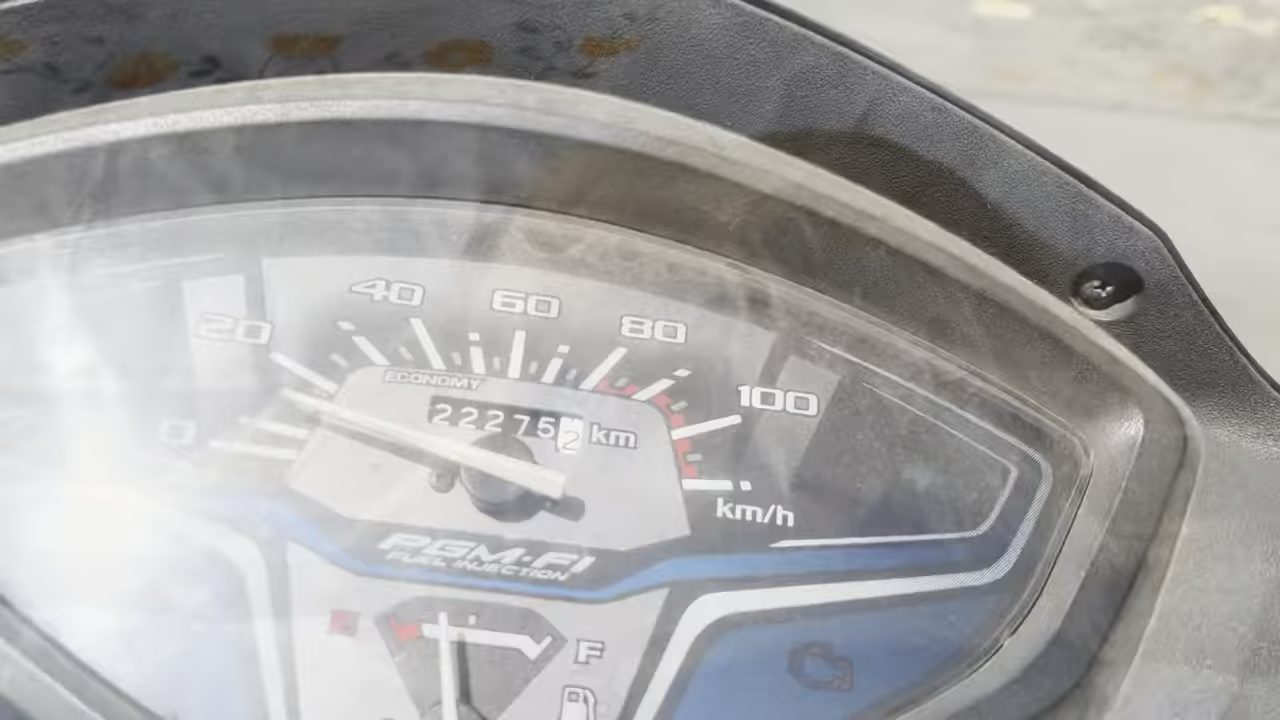 40
60
20
80
ECONOMY
100
222752 km
0
km/h
PGM-FI
FUEL INJECTION
F